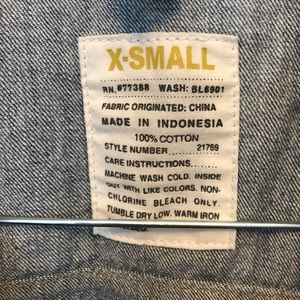 X-SMALL
RN.#77388 WASH: BL6901
FABRIC ORIGINATED: CHINA
MADE IN INDONESIA
100% COTTON
STYLE NUMBER........ 21769
CARE INSTRUCTIONS.....
MACHINE WASH COLD. INSIDE
OUT WITH LIKE COLORS. NON-
CHLORINE BLEACH ONLY.
TUMBLE DRY LOW. WARM IRON